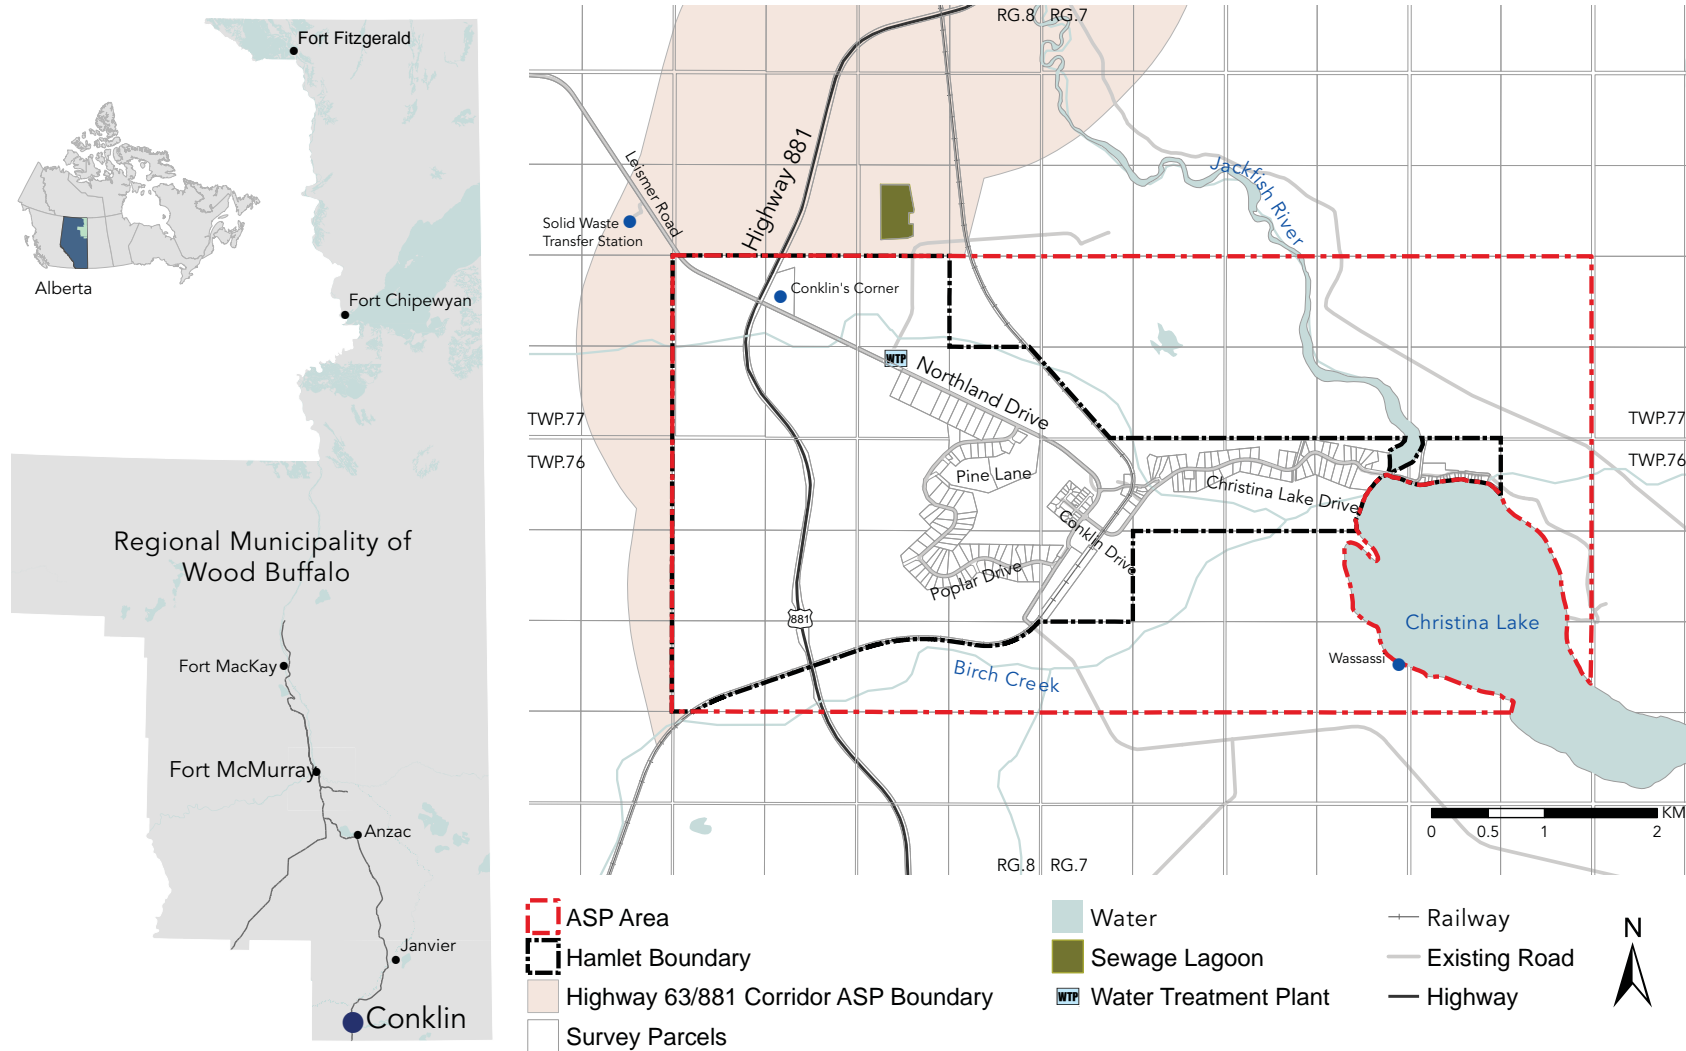 Fort Fitzgerald
Alberta
Fort Chipewyan
Regional Municipality of
Wood Buffalo
Fort MacKay
Fort McMurray
Anzac
Janvier
Conklin
RG.8
RG.7
Highway 881
Leismer Road
Jackfish River
Solid Waste
Transfer Station
Conklin's Corner
WTP
Northland Drive
TWP.77
TWP.76
TWP.77
TWP.76
Pine Lane
Christina Lake Drive
Conklin Drive
Poplar Drive
881
Christina Lake
Wassassi
Birch Creek
KM
0
0.5
1
2
RG.8
RG.7
ASP Area
Hamlet Boundary
Highway 63/881 Corridor ASP Boundary
Survey Parcels
Water
Sewage Lagoon
WTP
Water Treatment Plant
Railway
Existing Road
Highway
N